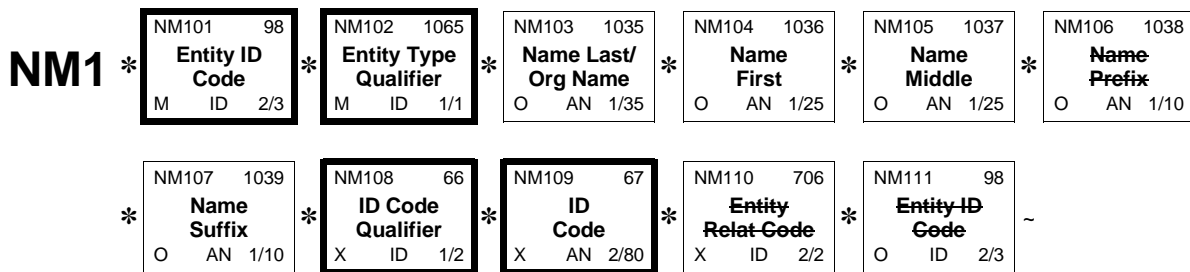 NM101 98 NM102 1065 NM103 1035 NM104 1036 NM105 1037 NM106 1038
NM1 * Entity ID Code * Entity Type Qualifier * Name Last/ Org Name * Name First * Name Middle * Name Prefix
M ID 2/3 M ID 1/1 O AN 1/35 O AN 1/25 O AN 1/25 O AN 1/10
NM107 1039 NM108 66 NM109 67 NM110 706 NM111 98
* Name Suffix * ID Code Qualifier * ID Code * Entity Relat Code * Entity ID Code ~
O AN 1/10 X ID 1/2 X AN 2/80 X ID 2/2 O ID 2/3